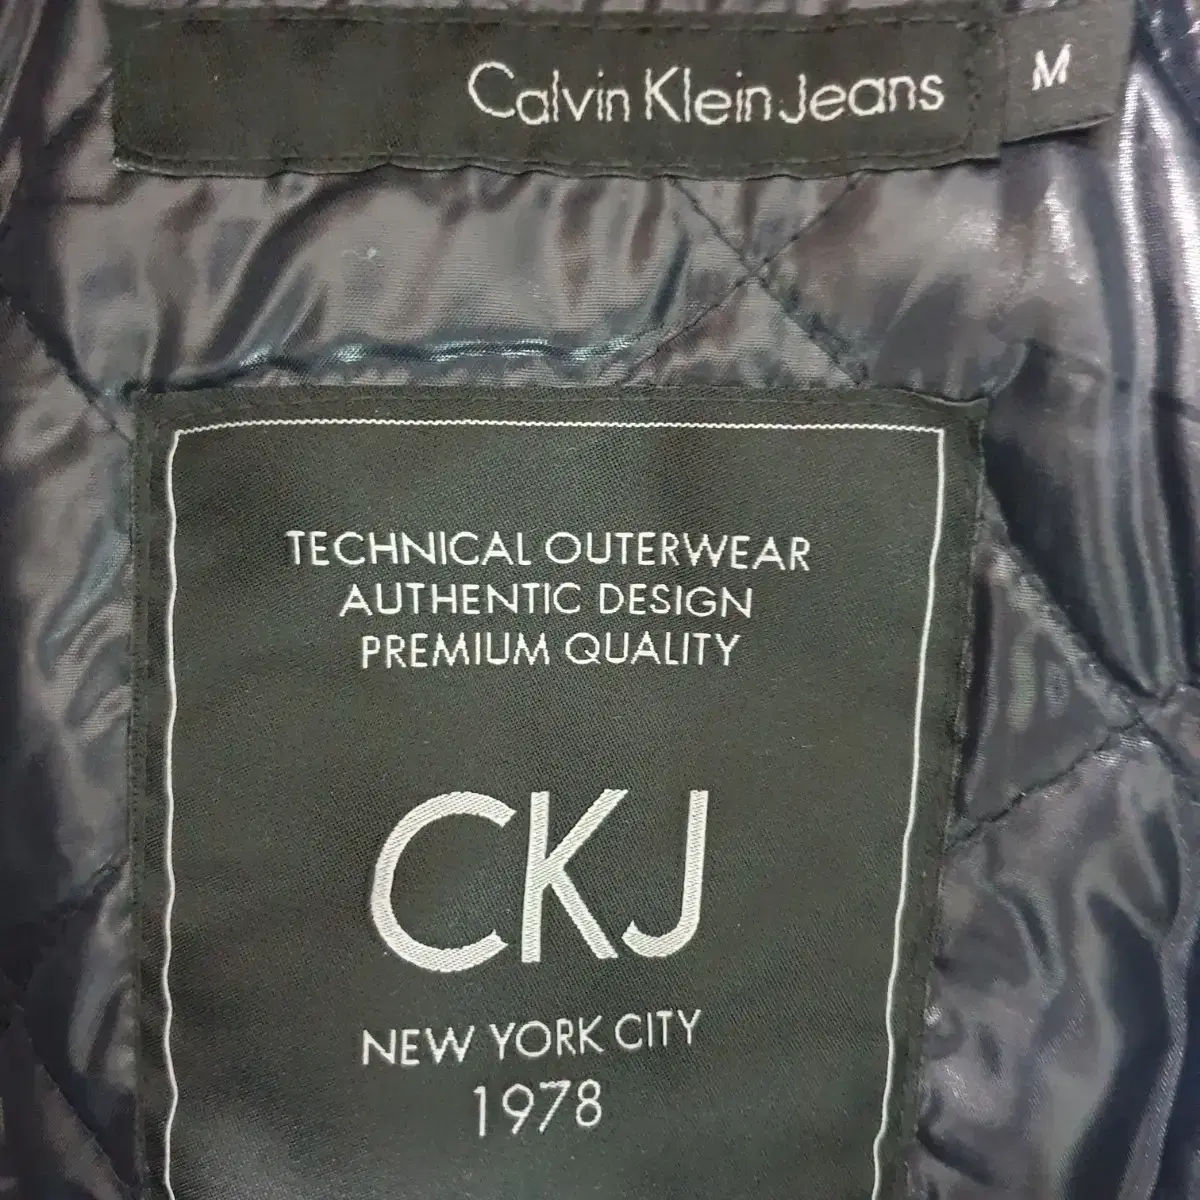 Calvin Klein Jeans M
TECHNICAL OUTERWEAR
AUTHENTIC DESIGN
PREMIUM QUALITY
CKJ
NEW YORK CITY
1978